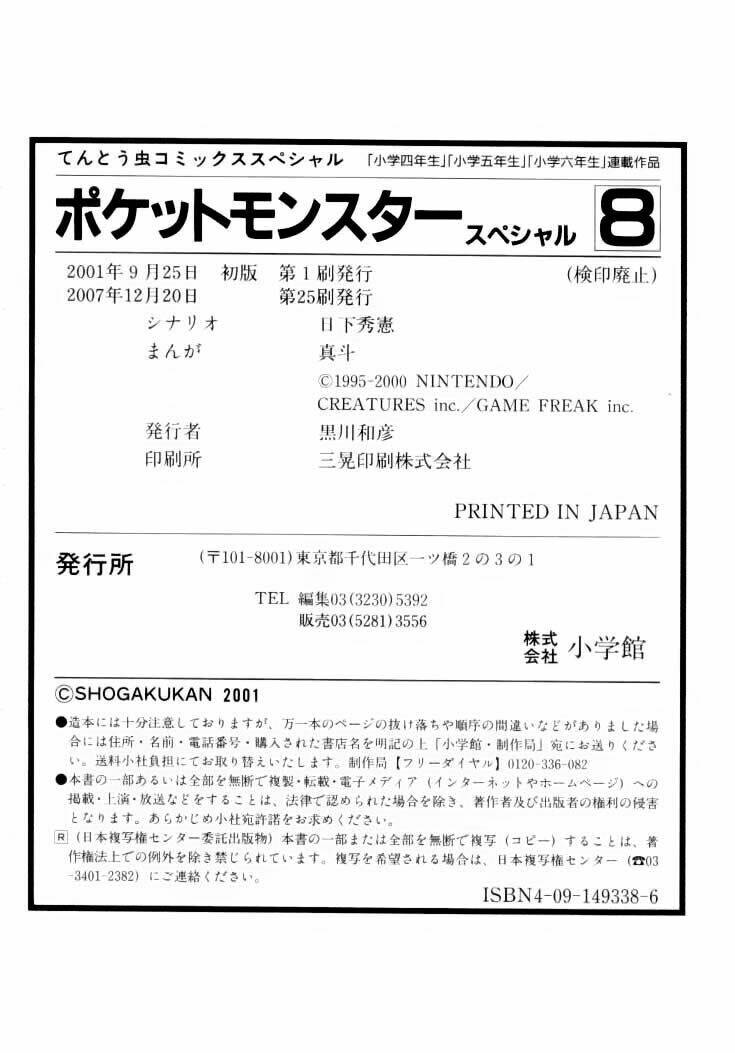 てんとう虫コミックススペシャル 「小学四年生」「小学五年生」「小学六年生」連載作品
ポケットモンスター スペシャル 8
2001年9月25日 初版 第1刷発行 (検印廃止)
2007年12月20日 第25刷発行
シナリオ 日下秀憲
まんが 真斗
©1995-2000 NINTENDO/
CREATURES inc./GAME FREAK inc.
発行者 黒川和彦
印刷所 三晃印刷株式会社
PRINTED IN JAPAN
発行所 (〒101-8001)東京都千代田区一ツ橋2の3の1
TEL 編集03(3230)5392
販売03(5281)3556
株式会社 小学館
©SHOGAKUKAN 2001
●造本には十分注意しておりますが、万一本のページの抜け落ちや順序の間違いなどがありました場
合には住所・名前・電話番号・購入された書店名を明記の上「小学館・制作局」宛にお送りくださ
い。送料小社負担にてお取り替えいたします。制作局【フリーダイヤル】0120-336-082
●本書の一部あるいは全部を無断で複製・転載・電子メディア(インターネットやホームページ)への
掲載・上演・放送などをすることは、法律で認められた場合を除き、著作者及び出版者の権利の侵害
となります。あらかじめ小社宛許諾をお求めください。
R(日本複写権センター委託出版物)本書の一部または全部を無断で複写(コピー)することは、著
作権法上での例外を除き禁じられています。複写を希望される場合は、日本複写権センター(☎03
-3401-2382)にご連絡ください。
ISBN4-09-149338-6